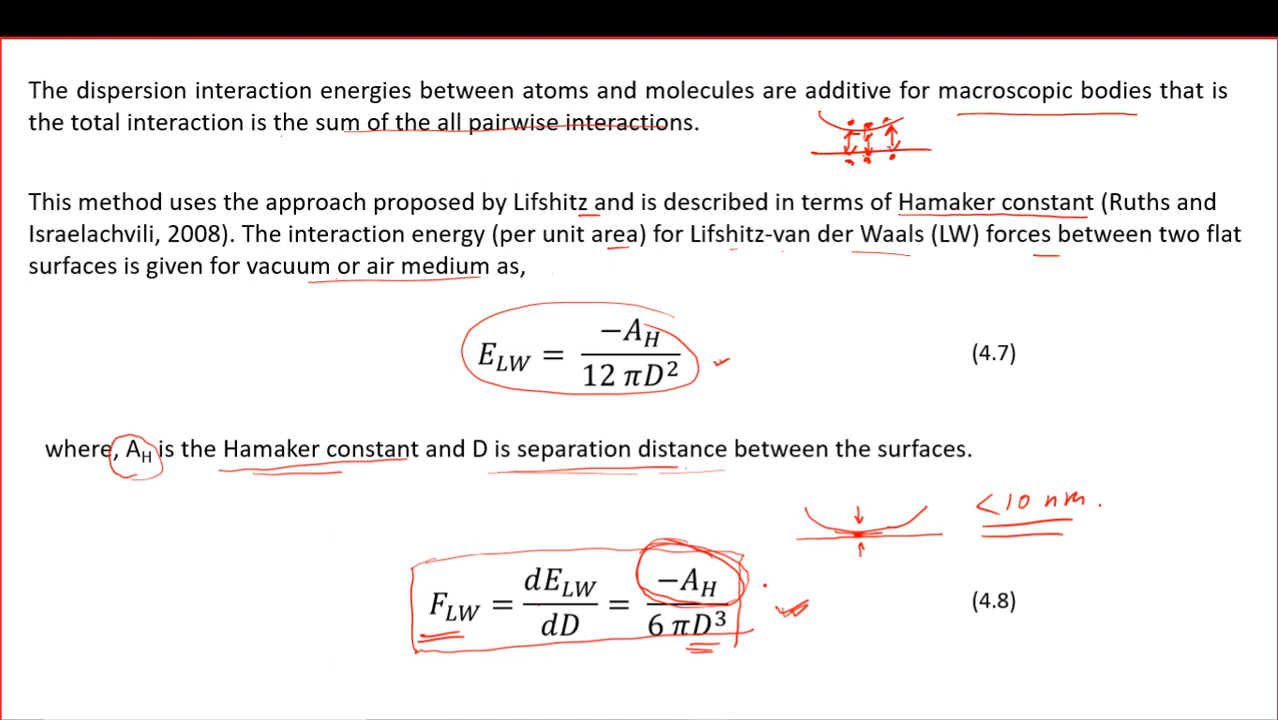 The dispersion interaction energies between atoms and molecules are additive for macroscopic bodies that is
the total interaction is the sum of the all pairwise interactions.
This method uses the approach proposed by Lifshitz and is described in terms of Hamaker constant (Ruths and
Israelachvili, 2008). The interaction energy (per unit area) for Lifshitz-van der Waals (LW) forces between two flat
surfaces is given for vacuum or air medium as,
E_LW = −A_H / 12 πD² (4.7)
where, A_H is the Hamaker constant and D is separation distance between the surfaces.
<10 nm.
F_LW = dE_LW / dD = −A_H / 6 πD³ (4.8)